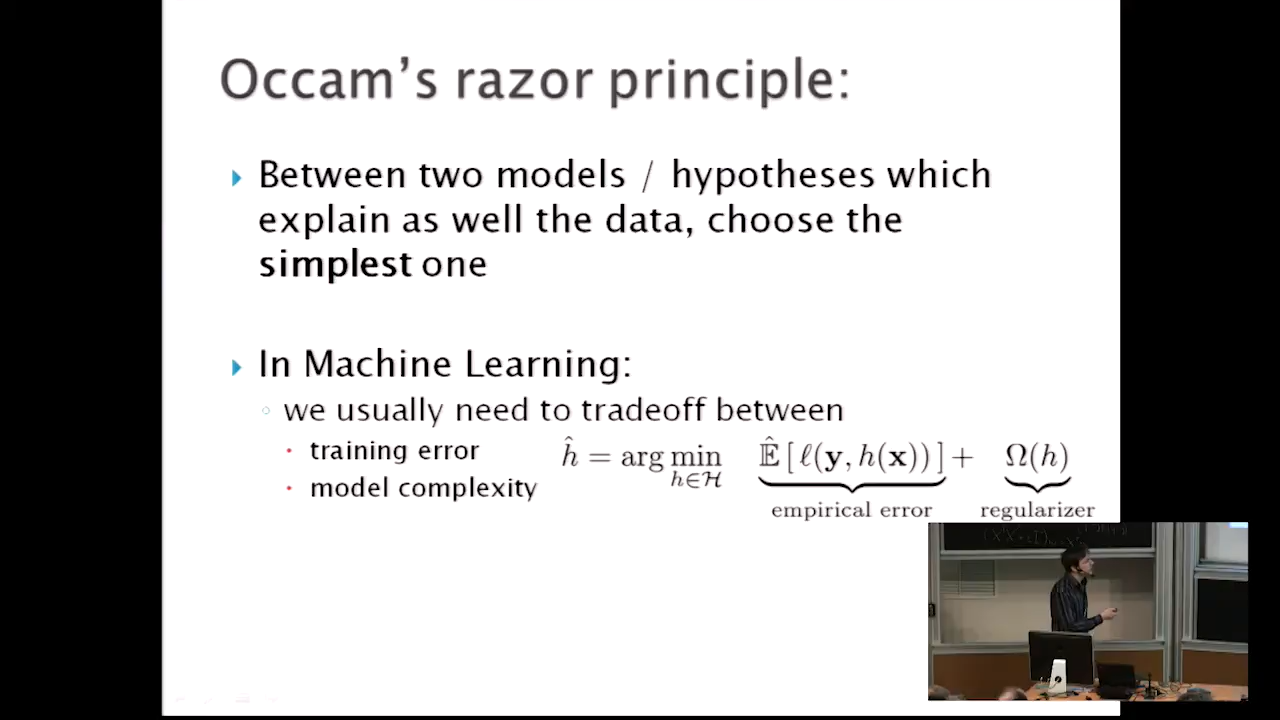 Occam's razor principle:
Between two models / hypotheses which
explain as well the data, choose the
simplest one
In Machine Learning:
we usually need to tradeoff between
training error
model complexity
ĥ = arg min h∈ℋ 𝔼̂ [ ℓ(y, h(x)) ] + Ω(h)
empirical error regularizer